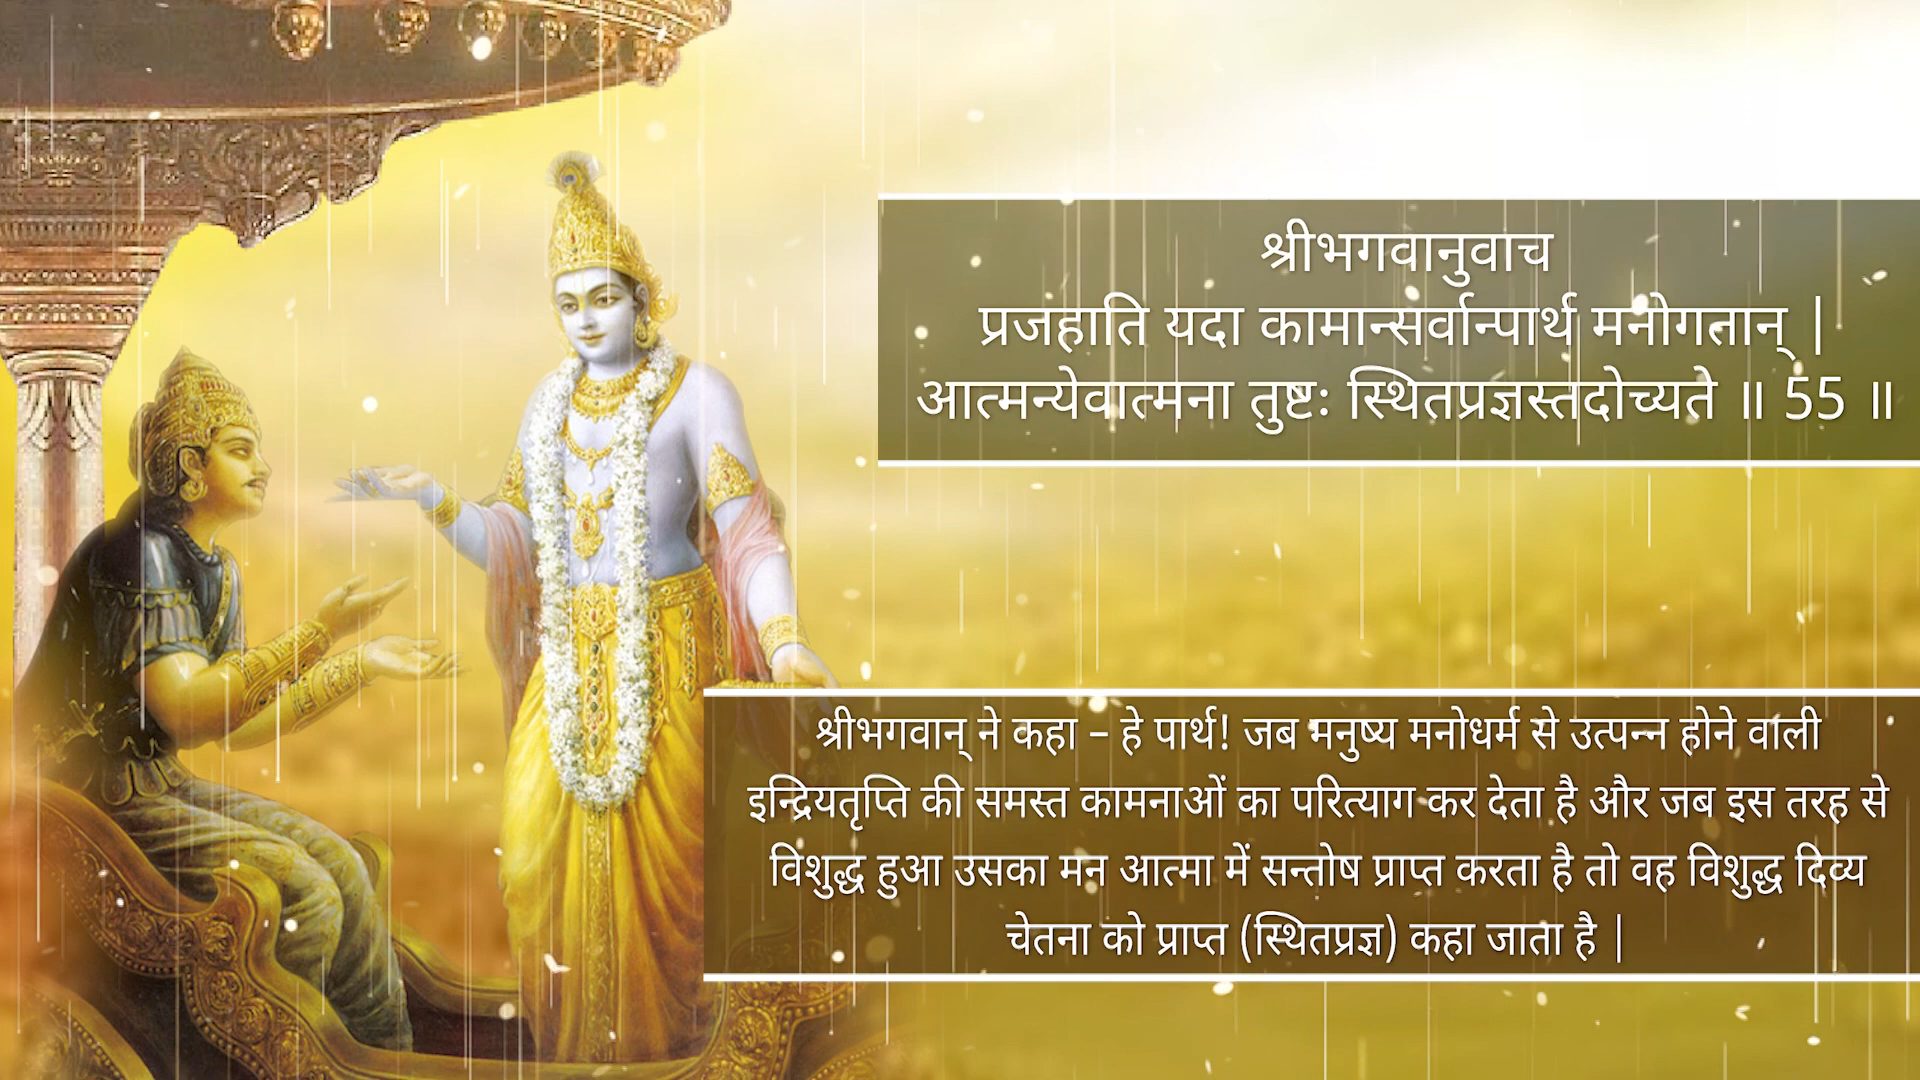 श्रीभगवानुवाच
प्रजहाति यदा कामान्सर्वान्पार्थ मनोगतान् |
आत्मन्येवात्मना तुष्टः स्थितप्रज्ञस्तदोच्यते ॥ 55 ॥
श्रीभगवान् ने कहा – हे पार्थ! जब मनुष्य मनोधर्म से उत्पन्न होने वाली
इन्द्रियतृप्ति की समस्त कामनाओं का परित्याग कर देता है और जब इस तरह से
विशुद्ध हुआ उसका मन आत्मा में सन्तोष प्राप्त करता है तो वह विशुद्ध दिव्य
चेतना को प्राप्त (स्थितप्रज्ञ) कहा जाता है |